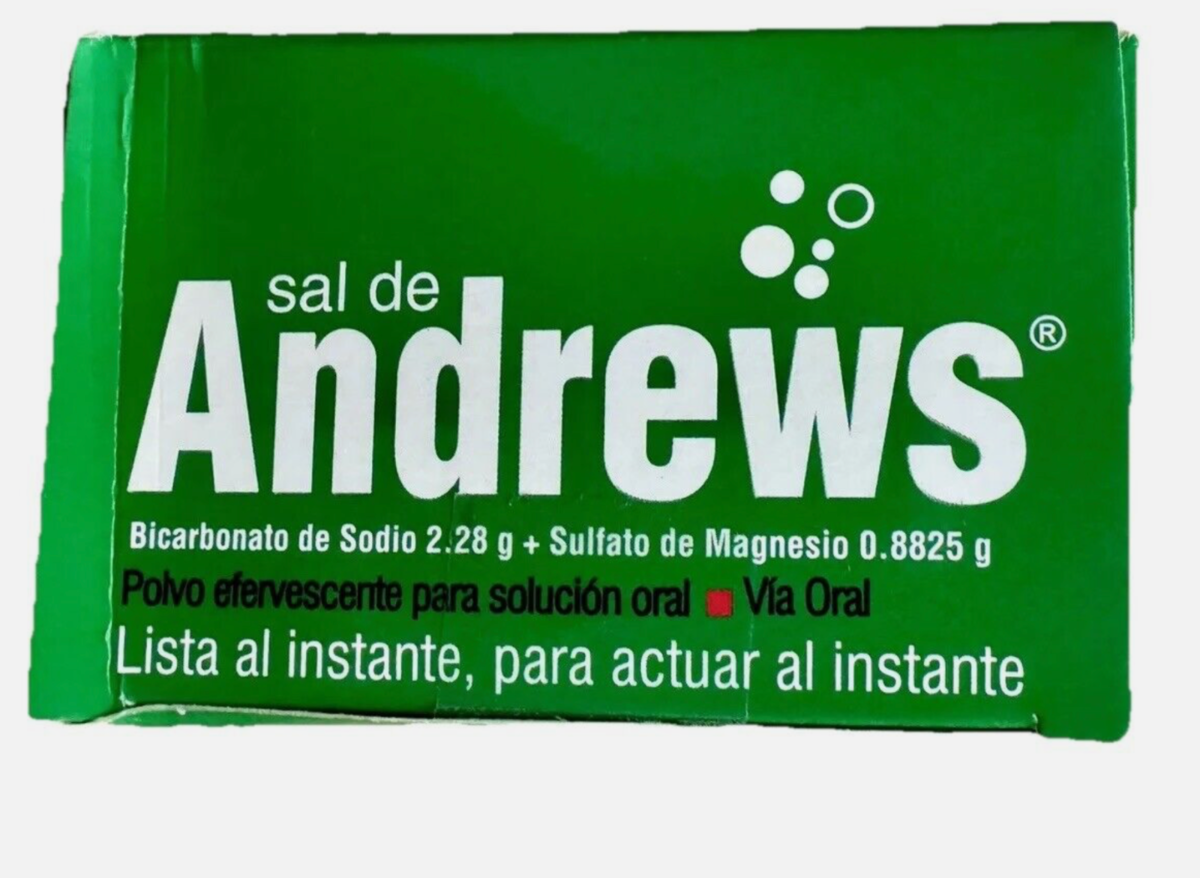 sal de
Andrews®
Bicarbonato de Sodio 2.28 g + Sulfato de Magnesio 0.8825 g
Polvo efervescente para solución oral ■ Vía Oral
Lista al instante, para actuar al instante